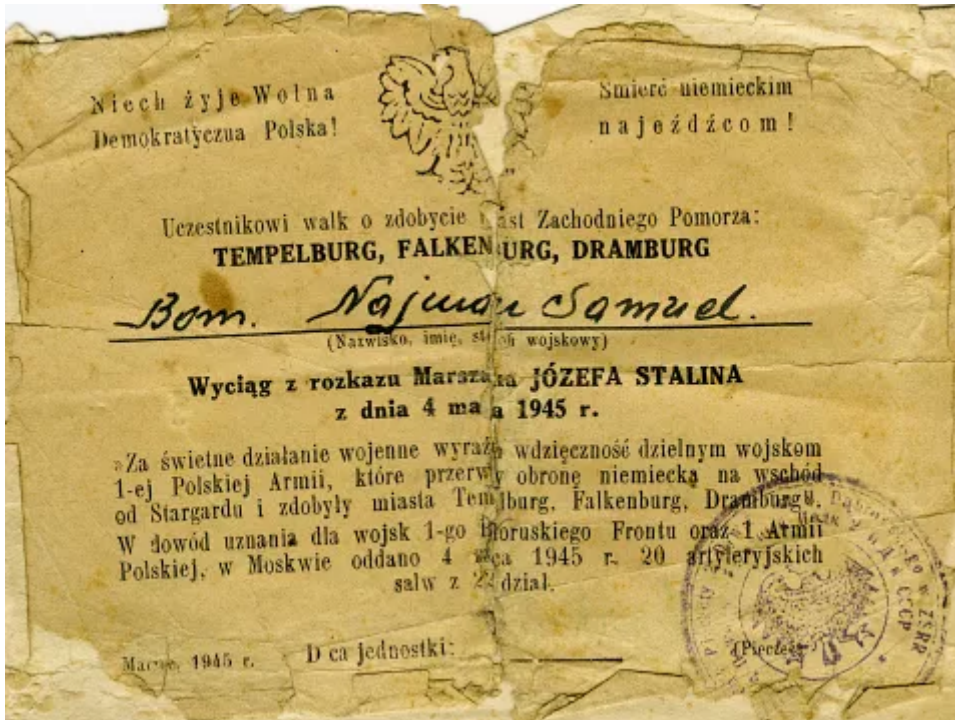 Niech żyje Wolna
Demokratyczua Polska!
Śmierć niemieckim
najeźdźcom!
Uczestnikowi walk o zdobycie miast Zachodniego Pomorza:
TEMPELBURG, FALKENBURG, DRAMBURG
Bom. Najman Samuel.
(Nazwisko, imię, stopień wojskowy)
Wyciąg z rozkazu Marszałka JÓZEFA STALINA
z dnia 4 marca 1945 r.
„Za świetne działanie wojenne wyrażam wdzięczność dzielnym wojskom
1-ej Polskiej Armii, które przerwały obronę niemiecką na wschód
od Stargardu i zdobyły miasta Tempelburg, Falkenburg, Dramburg".
W dowód uznania dla wojsk 1-go Białoruskiego Frontu oraz 1 Armii
Polskiej, w Moskwie oddano 4 marca 1945 r. 20 artyleryjskich
salw z dział.
Marzec, 1945 r.
D ca jednostki:
(Pieczęć)
w ZSRR
СССР